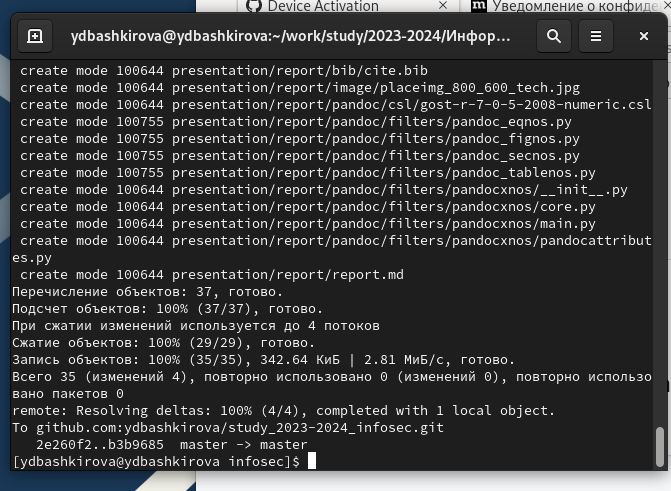 Device Activation
Уведомление о конфиде
ydbashkirova@ydbashkirova:~/work/study/2023-2024/Инфор...
create mode 100644 presentation/report/bib/cite.bib
create mode 100644 presentation/report/image/placeimg_800_600_tech.jpg
create mode 100644 presentation/report/pandoc/csl/gost-r-7-0-5-2008-numeric.csl
create mode 100755 presentation/report/pandoc/filters/pandoc_eqnos.py
create mode 100755 presentation/report/pandoc/filters/pandoc_fignos.py
create mode 100755 presentation/report/pandoc/filters/pandoc_secnos.py
create mode 100755 presentation/report/pandoc/filters/pandoc_tablenos.py
create mode 100644 presentation/report/pandoc/filters/pandocxnos/__init__.py
create mode 100644 presentation/report/pandoc/filters/pandocxnos/core.py
create mode 100644 presentation/report/pandoc/filters/pandocxnos/main.py
create mode 100644 presentation/report/pandoc/filters/pandocxnos/pandocattribut
es.py
create mode 100644 presentation/report/report.md
Перечисление объектов: 37, готово.
Подсчет объектов: 100% (37/37), готово.
При сжатии изменений используется до 4 потоков
Сжатие объектов: 100% (29/29), готово.
Запись объектов: 100% (35/35), 342.64 КиБ | 2.81 МиБ/с, готово.
Всего 35 (изменений 4), повторно использовано 0 (изменений 0), повторно использо
вано пакетов 0
remote: Resolving deltas: 100% (4/4), completed with 1 local object.
To github.com:ydbashkirova/study_2023-2024_infosec.git
2e260f2..b3b9685  master -> master
[ydbashkirova@ydbashkirova infosec]$